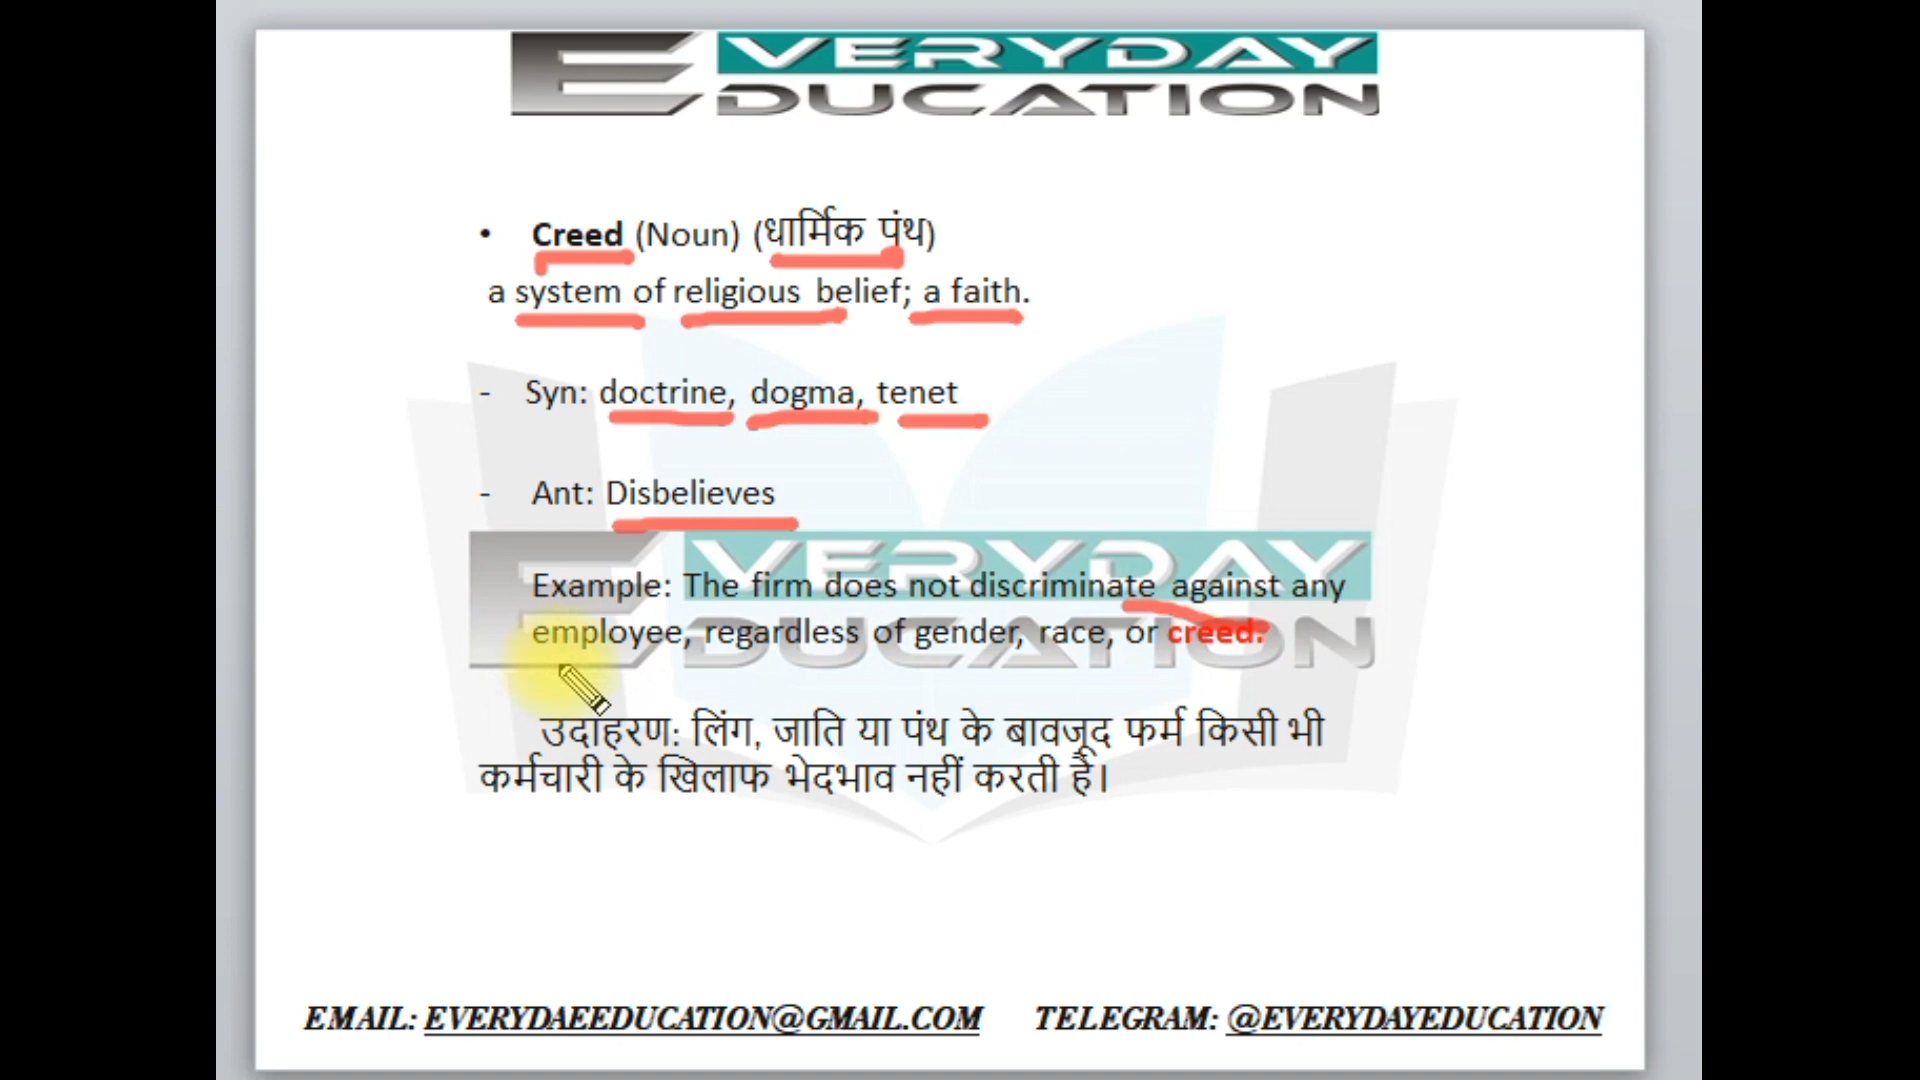 EVERYDAY
EDUCATION
• Creed (Noun) (धार्मिक पंथ)
a system of religious belief; a faith.
- Syn: doctrine, dogma, tenet
- Ant: Disbelieves
EVERYDAY
EDUCATION
Example: The firm does not discriminate against any
employee, regardless of gender, race, or creed.
उदाहरण: लिंग, जाति या पंथ के बावजूद फर्म किसी भी
कर्मचारी के खिलाफ भेदभाव नहीं करती है।
EMAIL: EVERYDAEEDUCATION@GMAIL.COM TELEGRAM: @EVERYDAYEDUCATION